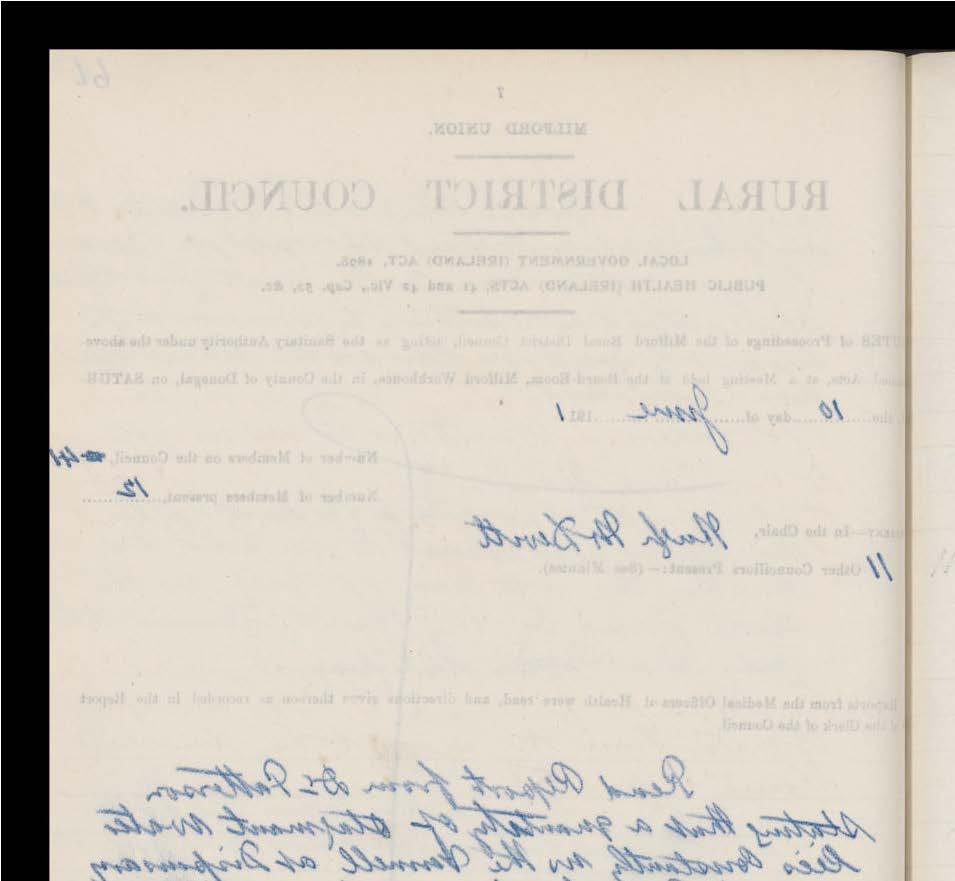 61
7
MILFORD UNION.
RURAL DISTRICT COUNCIL.
LOCAL GOVERNMENT (IRELAND) ACT, 1898.
PUBLIC HEALTH (IRELAND) ACTS, 41 and 42 Vic., Cap. 52, &c.
UTES of Proceedings of the Milford Rural District Council, sitting as the Sanitary Authority under the above
Acts, at a Meeting held in the Board-Room, Milford Workhouse, in the County of Donegal, on SATUR-
the 10 day of June 1911
Number of Members on the Council, 41
Number of Members present, 12
In the Chair, Hugh McDevitt
11 Other Councillors Present:—(See Minutes).
Reports from the Medical Officers of Health were read, and directions given thereon as recorded in the Report
of the Clerk of the Council.
Read Report from Dr Patterson
stating that a quantity of stagnant water
lies constantly in the at Dispensary